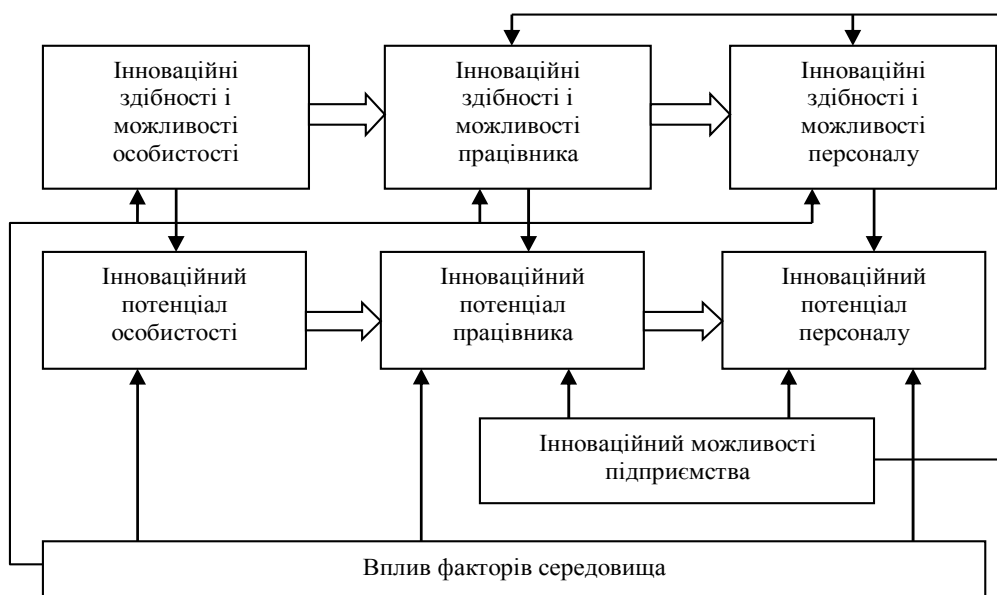 Інноваційні
здібності і
можливості
особистості
Інноваційні
здібності і
можливості
працівника
Інноваційні
здібності і
можливості
персоналу
Інноваційний
потенціал
особистості
Інноваційний
потенціал
працівника
Інноваційний
потенціал
персоналу
Інноваційний можливості
підприємства
Вплив факторів середовища